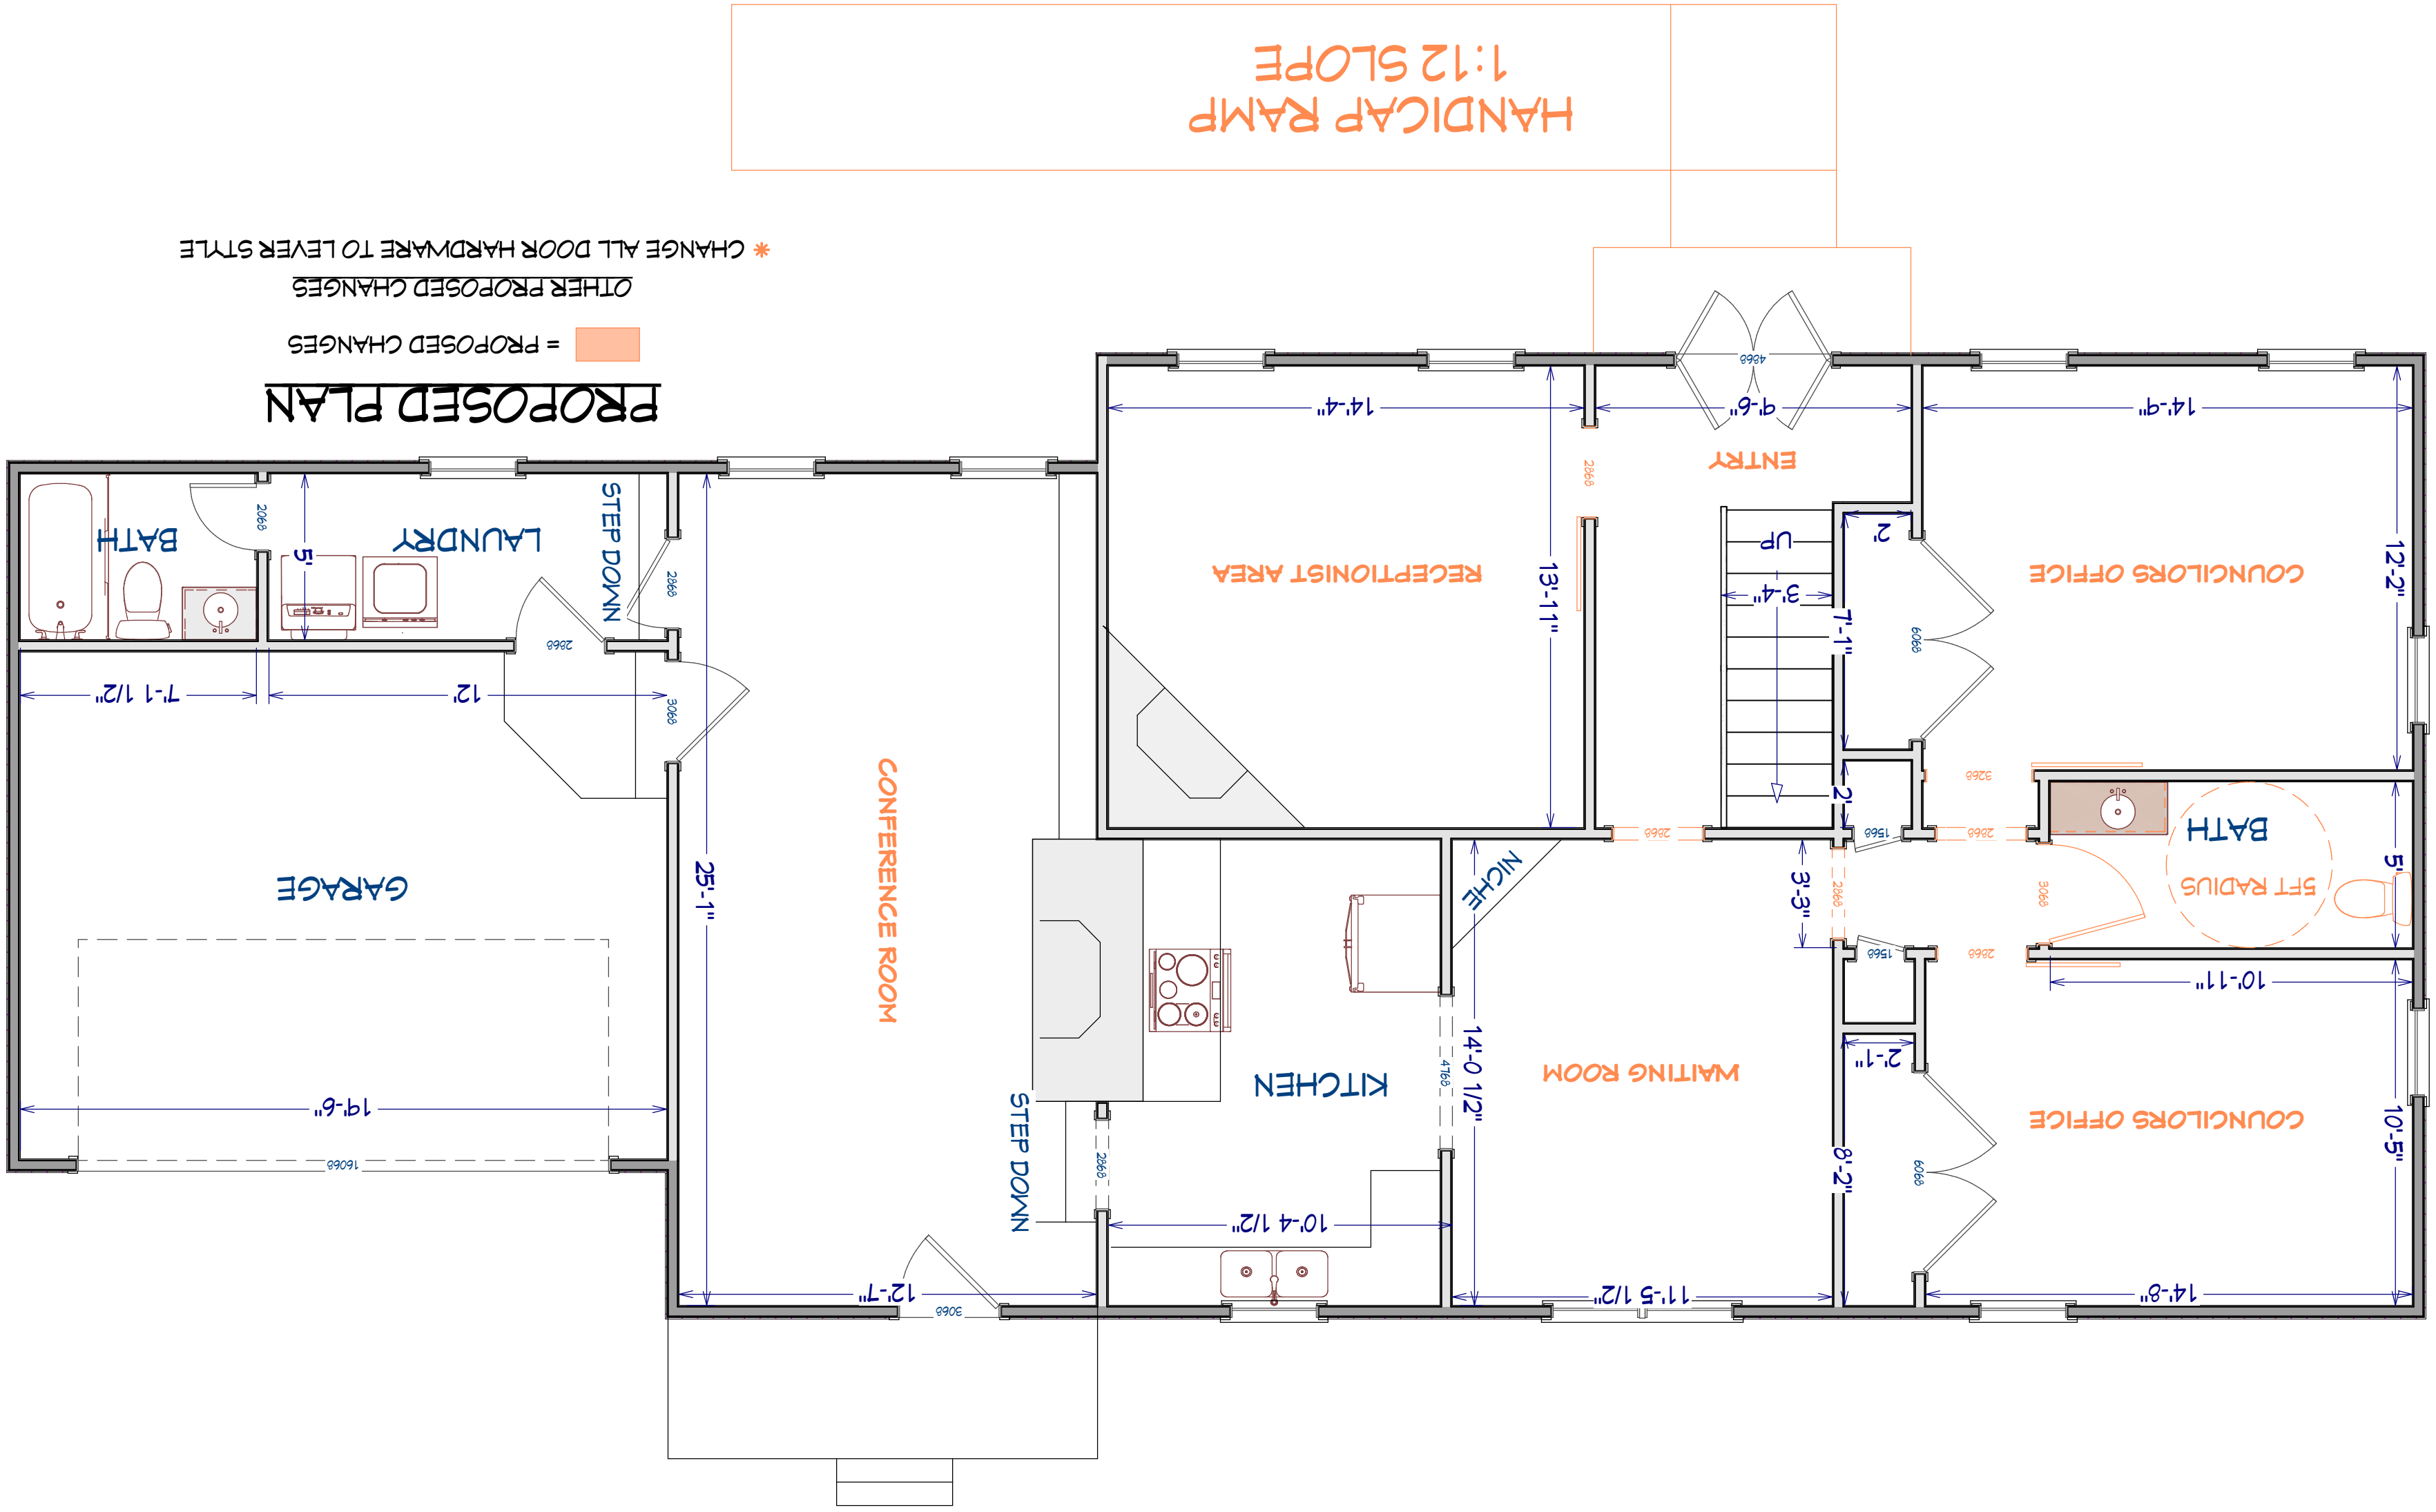 3068
14'-8"
11'-5 1/2"
12'-7"
10'-4 1/2"
6068
8'-2"
2868
STEP DOWN
16068
10'-5"
COUNCILORS OFFICE
19'-6"
WAITING ROOM
14'-0 1/2"
4768
KITCHEN
2'-1"
10'-11"
2868
1568
5'
5FT RADIUS
3068
2868
3'-3"
NICHE
25'-1"
CONFERENCE ROOM
GARAGE
BATH
2868
1568
2868
2'
3268
3068
12'
7'-1 1/2"
6068
7'-1"
2868
3'-4"
13'-11"
2868
12'-2"
COUNCILORS OFFICE
RECEPTIONIST AREA
2'
UP
STEP DOWN
LAUNDRY
5'
2068
BATH
ENTRY
2868
14'-9"
9'-6"
14'-4"
4868
PROPOSED PLAN
= PROPOSED CHANGES
OTHER PROPOSED CHANGES
* CHANGE ALL DOOR HARDWARE TO LEVER STYLE
HANDICAP RAMP
1:12 SLOPE